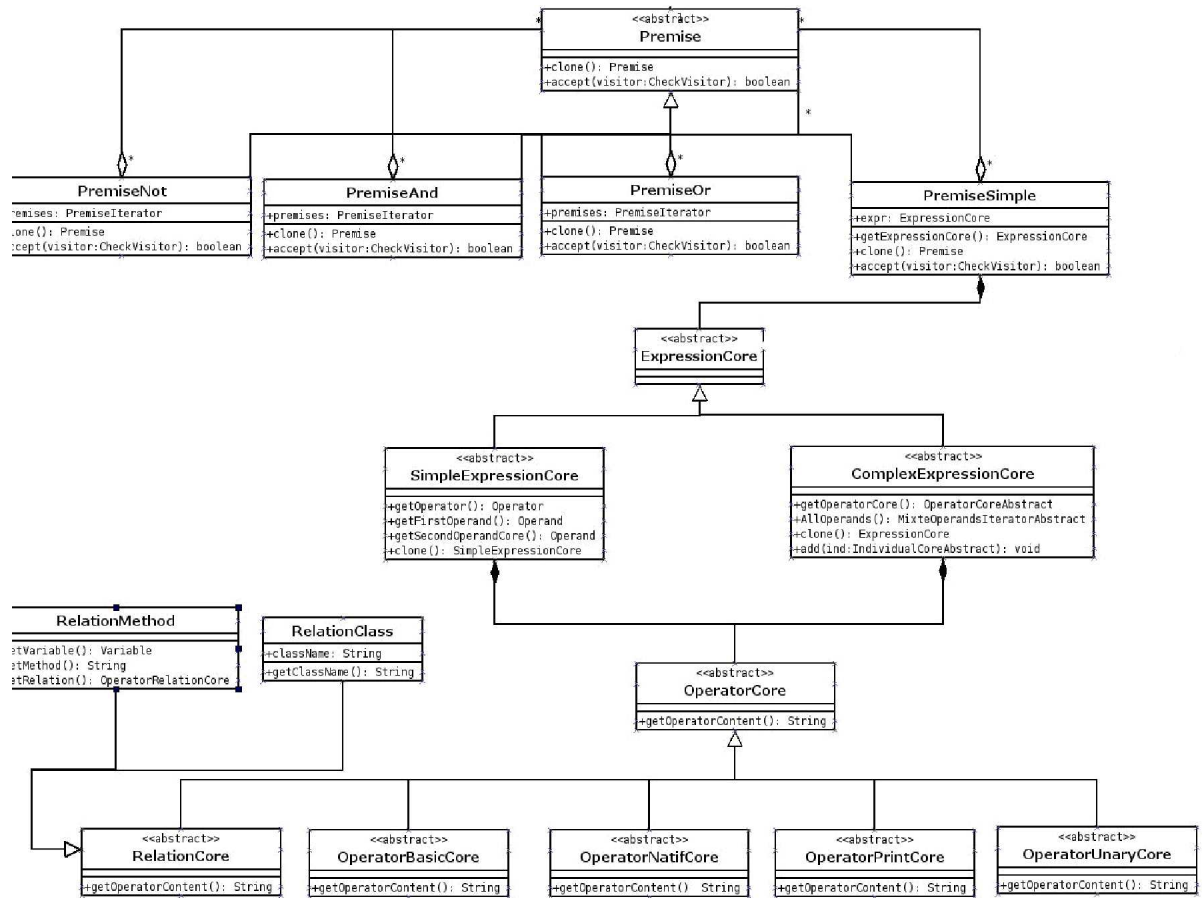 <<abstract>>
Premise
+clone(): Premise
+accept(visitor:CheckVisitor): boolean
*
*
*
*
*
*
*
PremiseNot
remises: PremiseIterator
lone(): Premise
ccept(visitor:CheckVisitor): boolean
PremiseAnd
+premises: PremiseIterator
+clone(): Premise
+accept(visitor:CheckVisitor): boolean
PremiseOr
+premises: PremiseIterator
+clone(): Premise
+accept(visitor:CheckVisitor): boolean
PremiseSimple
+expr: ExpressionCore
+getExpressionCore(): ExpressionCore
+clone(): Premise
+accept(visitor:CheckVisitor): boolean
<<abstract>>
ExpressionCore
<<abstract>>
SimpleExpressionCore
+getOperator(): Operator
+getFirstOperand(): Operand
+getSecondOperandCore(): Operand
+clone(): SimpleExpressionCore
<<abstract>>
ComplexExpressionCore
+getOperatorCore(): OperatorCoreAbstract
+AllOperands(): MixteOperandsIteratorAbstract
+clone(): ExpressionCore
+add(ind:IndividualCoreAbstract): void
RelationMethod
etVariable(): Variable
etMethod(): String
etRelation(): OperatorRelationCore
RelationClass
+className: String
+getClassName(): String
<<abstract>>
OperatorCore
+getOperatorContent(): String
<<abstract>>
RelationCore
+getOperatorContent(): String
<<abstract>>
OperatorBasicCore
+getOperatorContent(): String
<<abstract>>
OperatorNatifCore
+getOperatorContent() String
<<abstract>>
OperatorPrintCore
+getOperatorContent(): String
<<abstract>>
OperatorUnaryCore
+getOperatorContent(): String